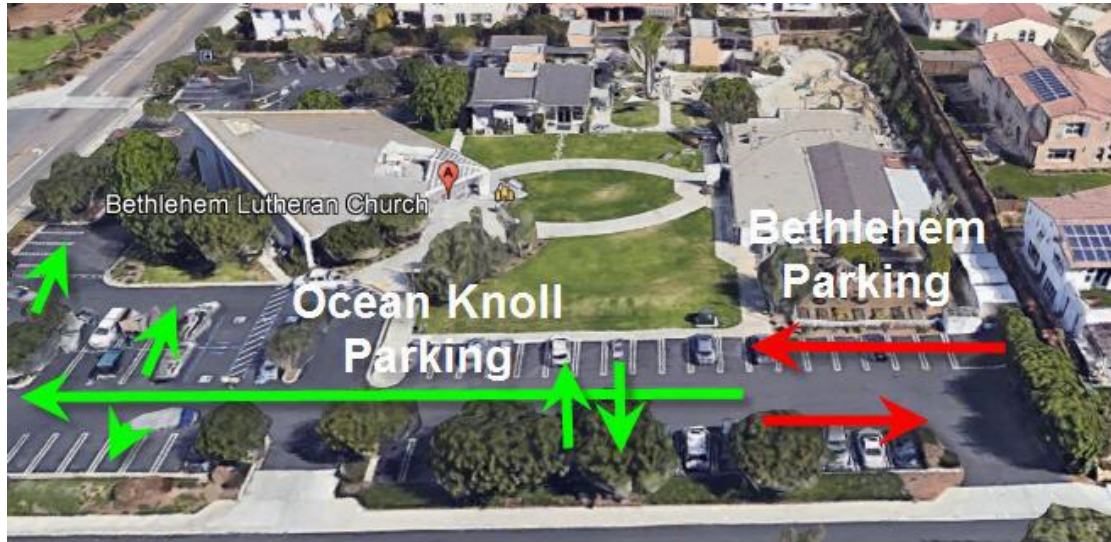 A
Bethlehem Lutheran Church
Bethlehem
Parking
Ocean Knoll
Parking